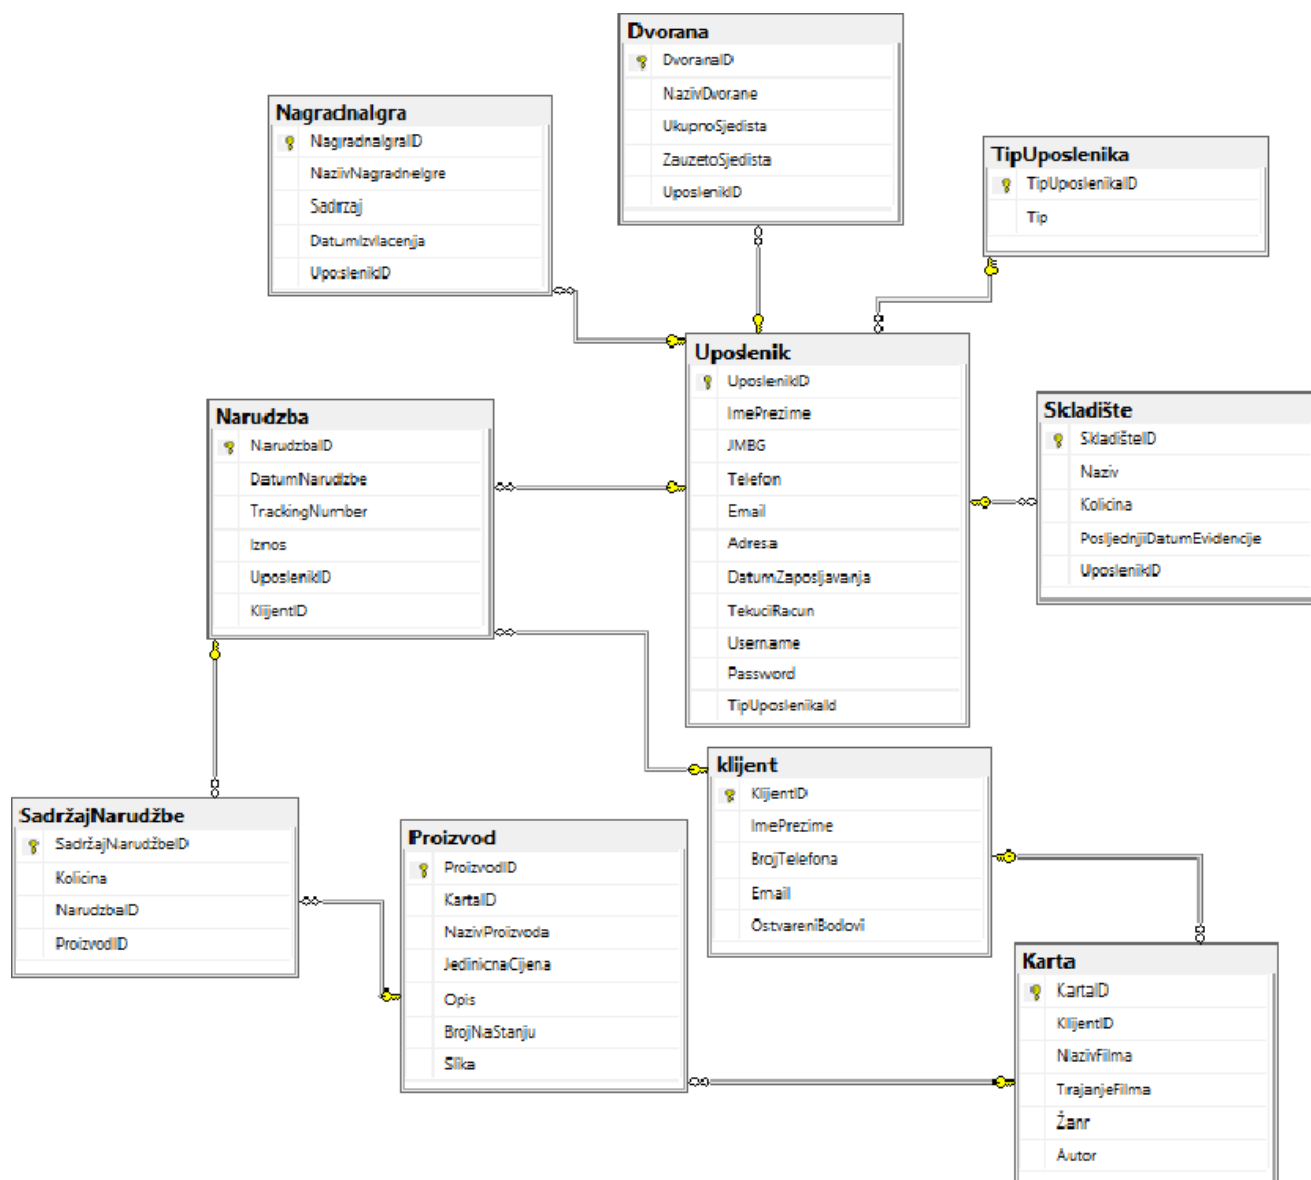 Dvorana
DvoranaID
NazivDvorane
UkupnoSjedista
ZauzetoSjedista
UposlenikID
NagradnaIgra
NagradnaIgraID
NazivNagradneIgre
Sadrzaj
DatumIzvlacenja
UposlenikID
TipUposlenika
TipUposlenikaID
Tip
Uposlenik
UposlenikID
ImePrezime
JMBG
Telefon
Email
Adresa
DatumZaposljavanja
TekuciRacun
Username
Password
TipUposlenikaId
Skladište
SkladišteID
Naziv
Kolicina
PosljednjiDatumEvidencije
UposlenikID
Narudzba
NarudzbaID
DatumNarudzbe
TrackingNumber
Iznos
UposlenikID
KlijentID
klijent
KlijentID
ImePrezime
BrojTelefona
Email
OstvareniBodovi
SadržajNarudžbe
SadržajNarudžbeID
Kolicina
NarudzbaID
ProizvodID
Proizvod
ProizvodID
KartaID
NazivProizvoda
JedinicnaCijena
Opis
BrojNaStanju
Slika
Karta
KartaID
KlijentID
NazivFilma
TrajanjeFilma
Žanr
Autor